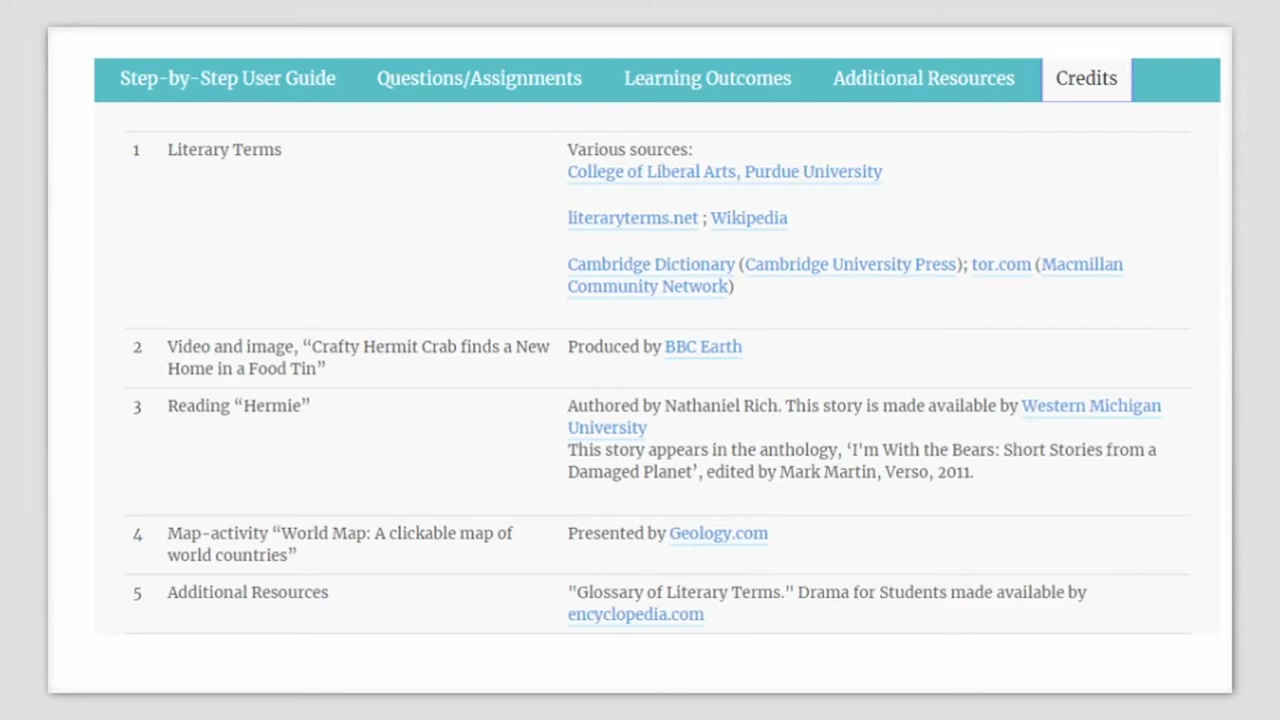 Step-by-Step User Guide Questions/Assignments Learning Outcomes Additional Resources Credits
1 Literary Terms Various sources:
College of Liberal Arts, Purdue University
literaryterms.net ; Wikipedia
Cambridge Dictionary (Cambridge University Press); tor.com (Macmillan
Community Network)
2 Video and image, “Crafty Hermit Crab finds a New Produced by BBC Earth
Home in a Food Tin”
3 Reading “Hermie” Authored by Nathaniel Rich. This story is made available by Western Michigan
University
This story appears in the anthology, ‘I'm With the Bears: Short Stories from a
Damaged Planet’, edited by Mark Martin, Verso, 2011.
4 Map-activity “World Map: A clickable map of Presented by Geology.com
world countries”
5 Additional Resources "Glossary of Literary Terms." Drama for Students made available by
encyclopedia.com